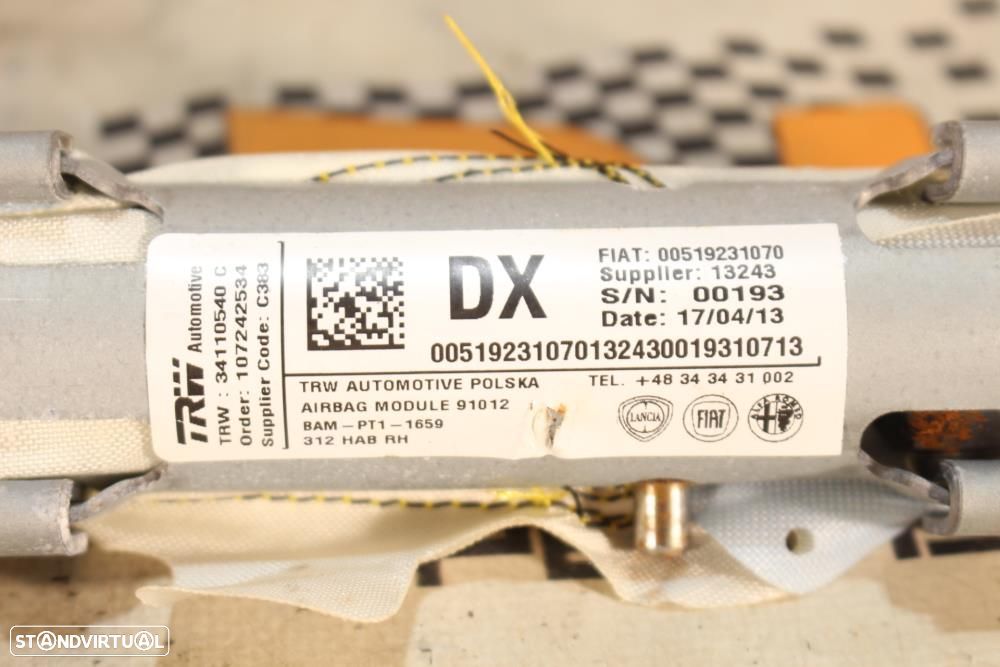 TRW Automotive
TRW : 34110540 C
Order: 107242534
Supplier Code: C383
DX
FIAT: 00519231070
Supplier: 13243
S/N: 00193
Date: 17/04/13
00519231070132430019310713
TRW AUTOMOTIVE POLSKA
TEL. +48 34 34 31 002
AIRBAG MODULE 91012
BAM-PT1-1659
312 HAB RH
LANCIA
FIAT
ALFA ROMEO
STANDVIRTUAL